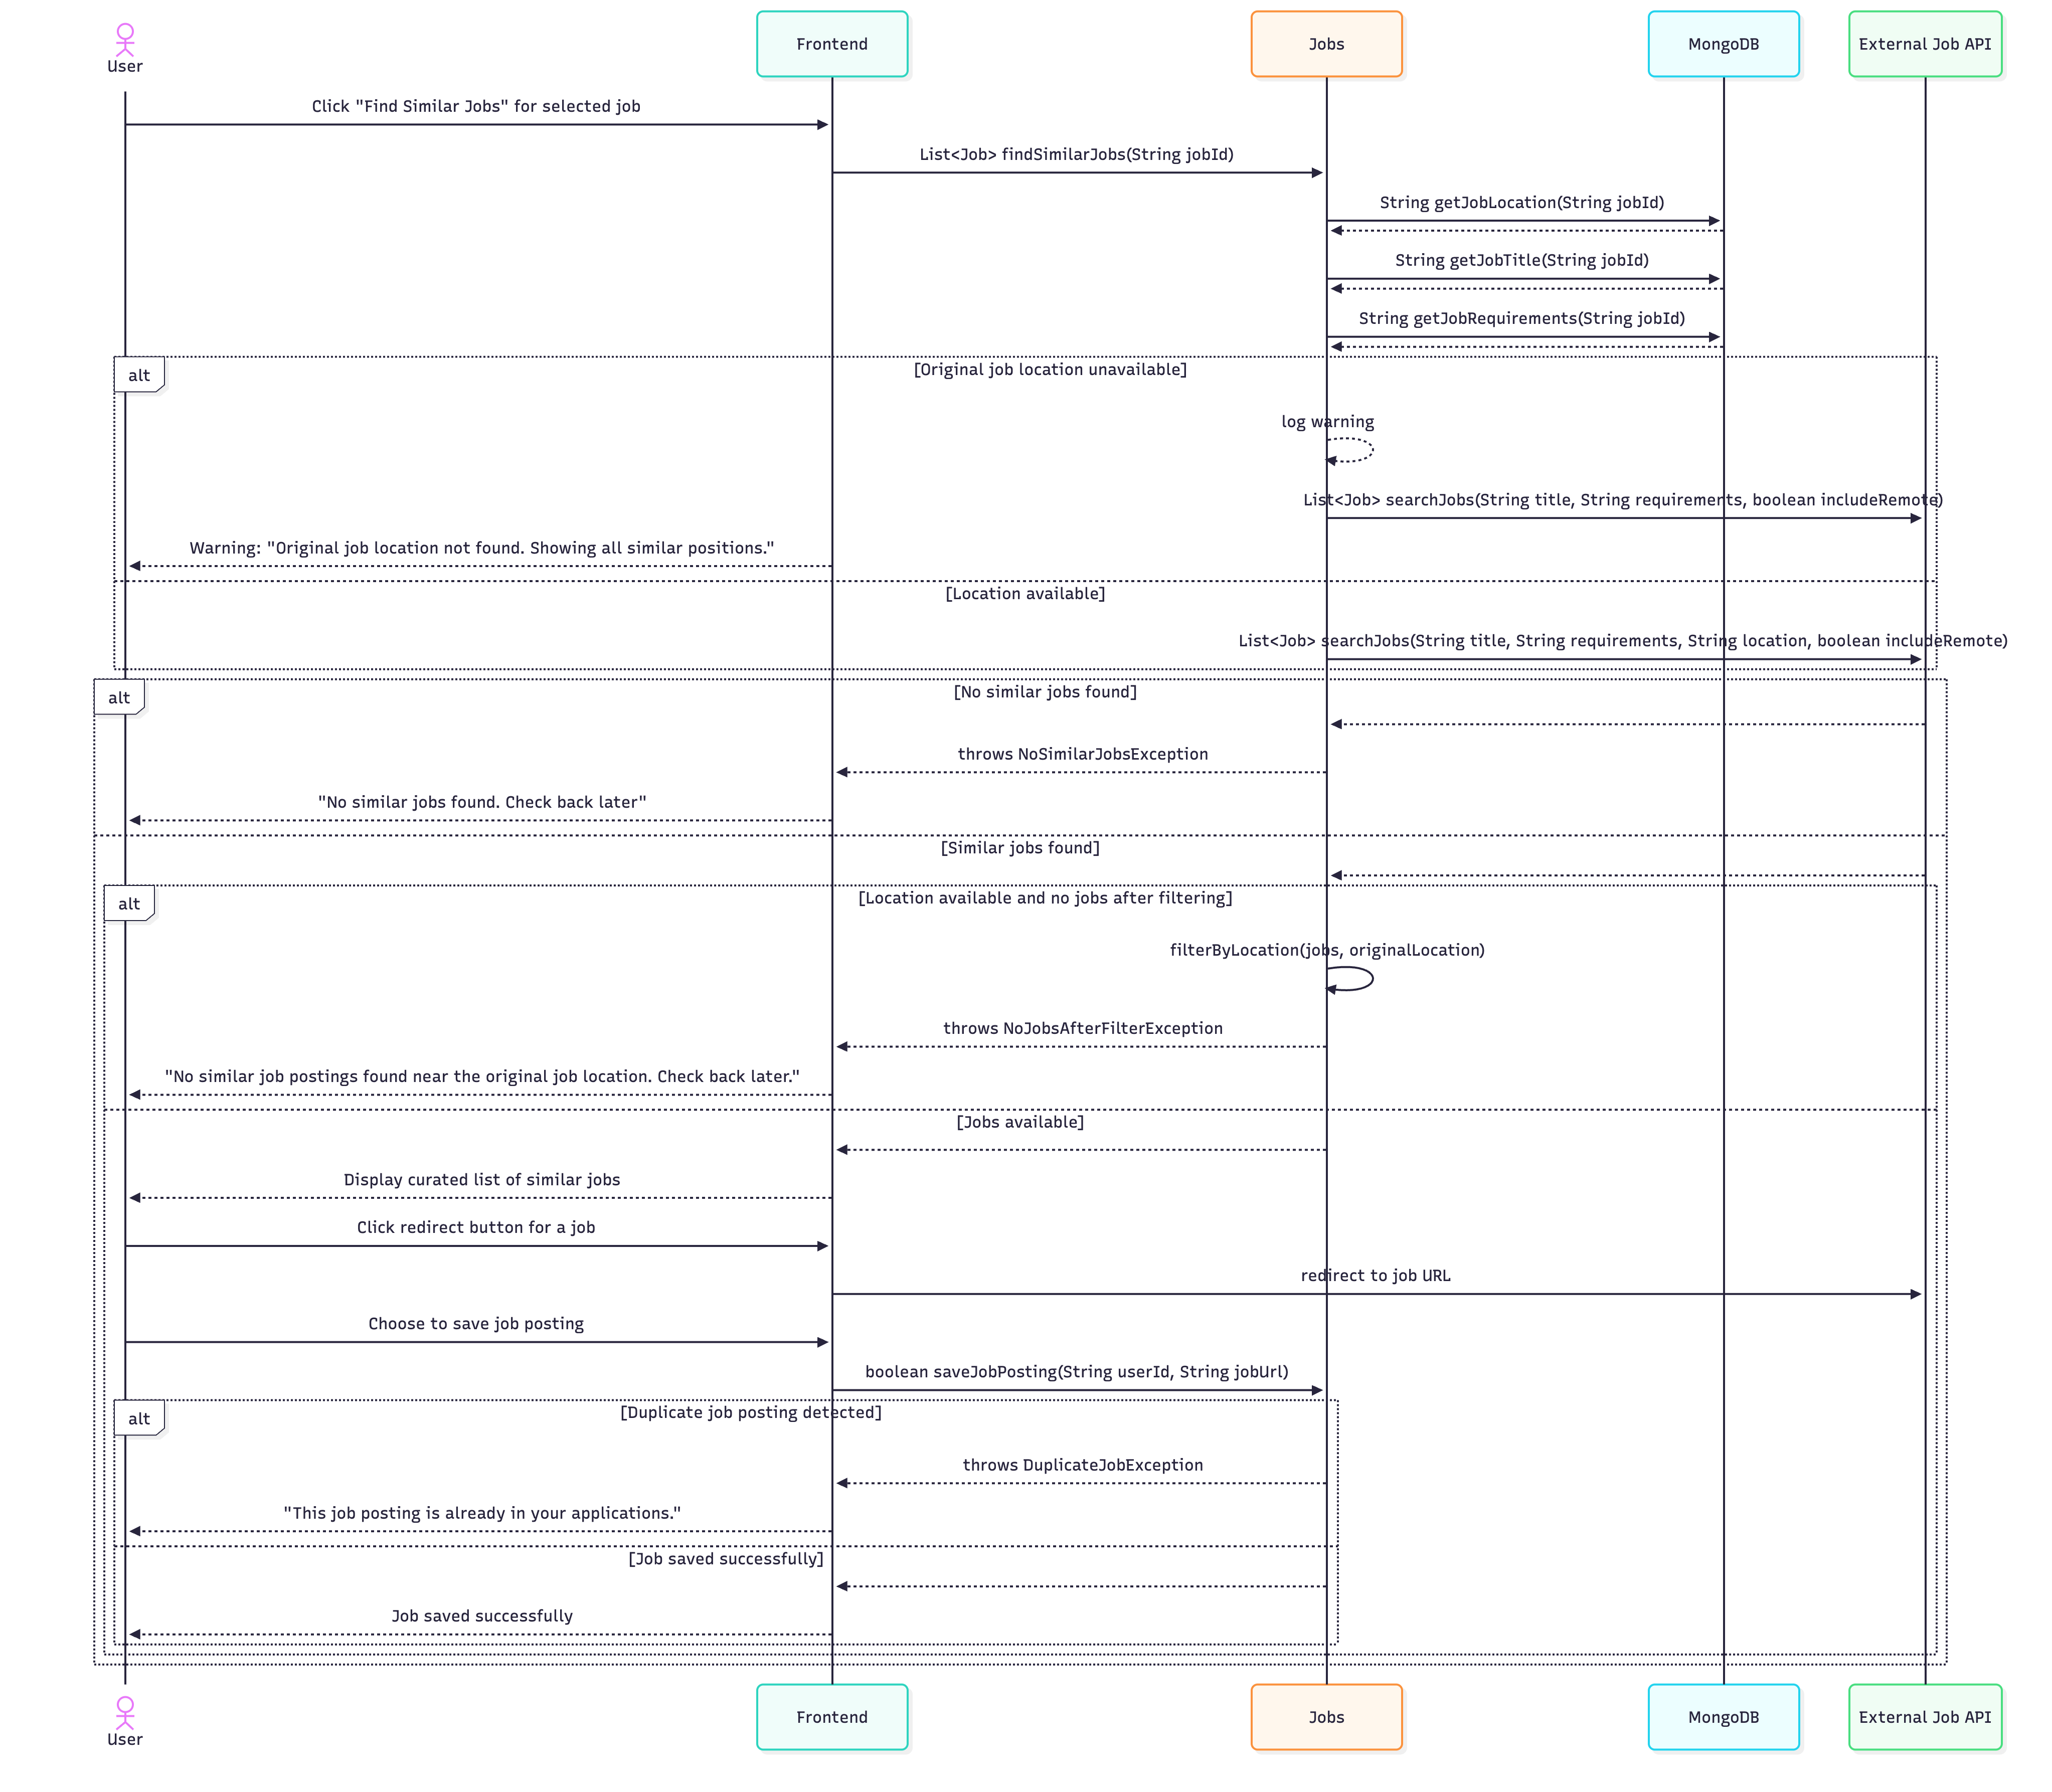 User
Frontend
Jobs
MongoDB
External Job API
Click "Find Similar Jobs" for selected job
List<Job> findSimilarJobs(String jobId)
String getJobLocation(String jobId)
String getJobTitle(String jobId)
String getJobRequirements(String jobId)
alt
[Original job location unavailable]
log warning
List<Job> searchJobs(String title, String requirements, boolean includeRemote)
Warning: "Original job location not found. Showing all similar positions."
[Location available]
List<Job> searchJobs(String title, String requirements, String location, boolean includeRemote)
alt
[No similar jobs found]
throws NoSimilarJobsException
"No similar jobs found. Check back later"
[Similar jobs found]
alt
[Location available and no jobs after filtering]
filterByLocation(jobs, originalLocation)
throws NoJobsAfterFilterException
"No similar job postings found near the original job location. Check back later."
[Jobs available]
Display curated list of similar jobs
Click redirect button for a job
redirect to job URL
Choose to save job posting
boolean saveJobPosting(String userId, String jobUrl)
alt
[Duplicate job posting detected]
throws DuplicateJobException
"This job posting is already in your applications."
[Job saved successfully]
Job saved successfully
User
Frontend
Jobs
MongoDB
External Job API